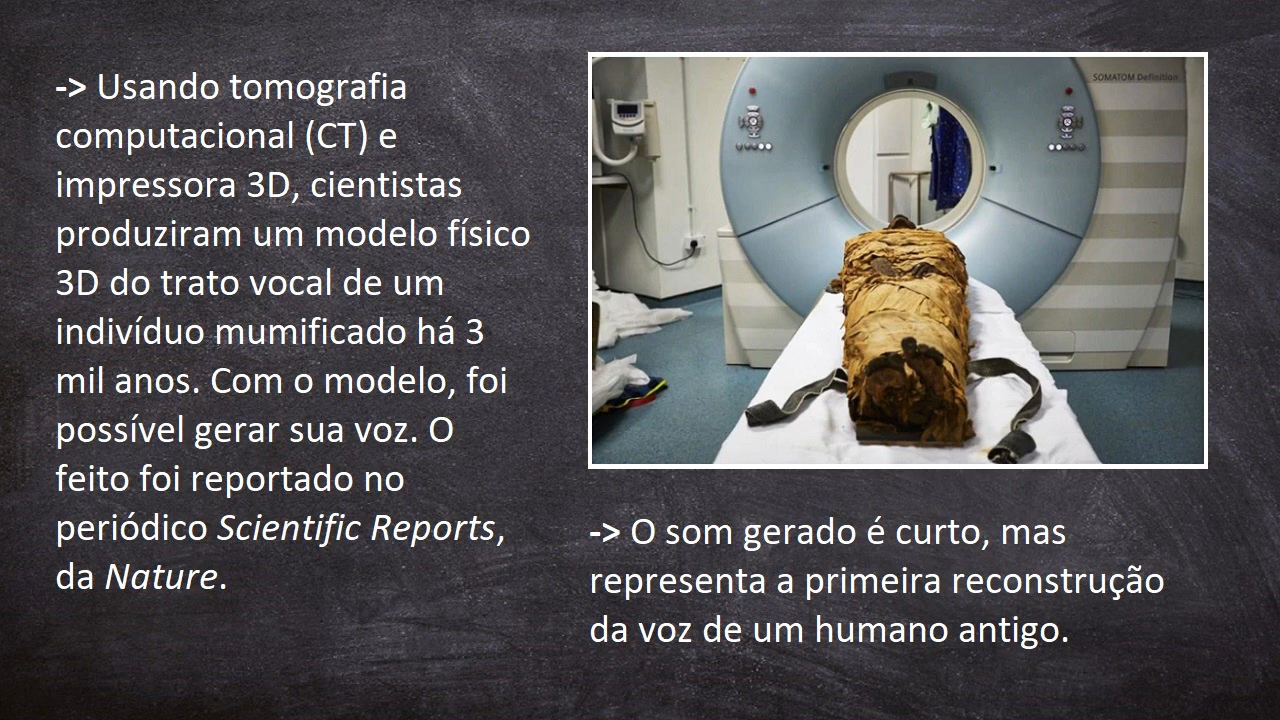 -> Usando tomografia
computacional (CT) e
impressora 3D, cientistas
produziram um modelo físico
3D do trato vocal de um
indivíduo mumificado há 3
mil anos. Com o modelo, foi
possível gerar sua voz. O
feito foi reportado no
periódico Scientific Reports,
da Nature.
SOMATOM Definition
-> O som gerado é curto, mas
representa a primeira reconstrução
da voz de um humano antigo.